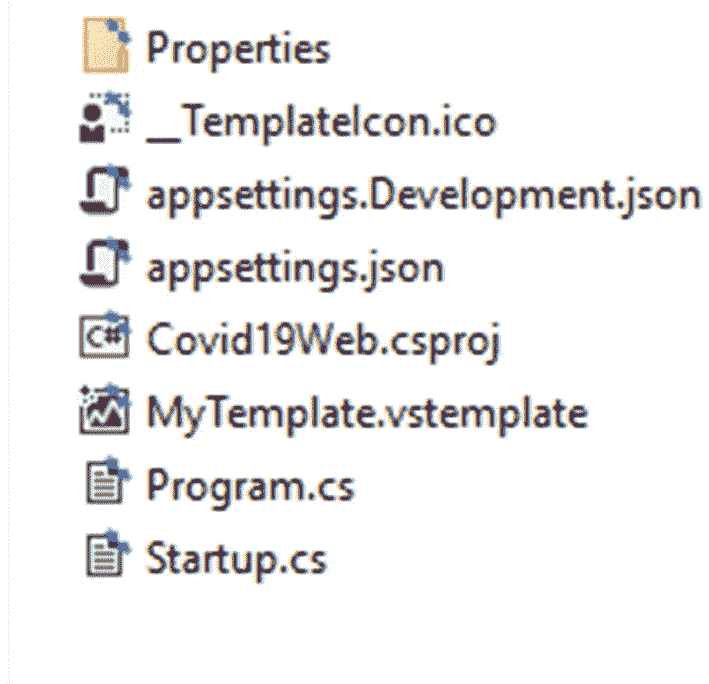 Properties
__TemplateIcon.ico
appsettings.Development.json
appsettings.json
C#
Covid19Web.csproj
MyTemplate.vstemplate
Program.cs
Startup.cs